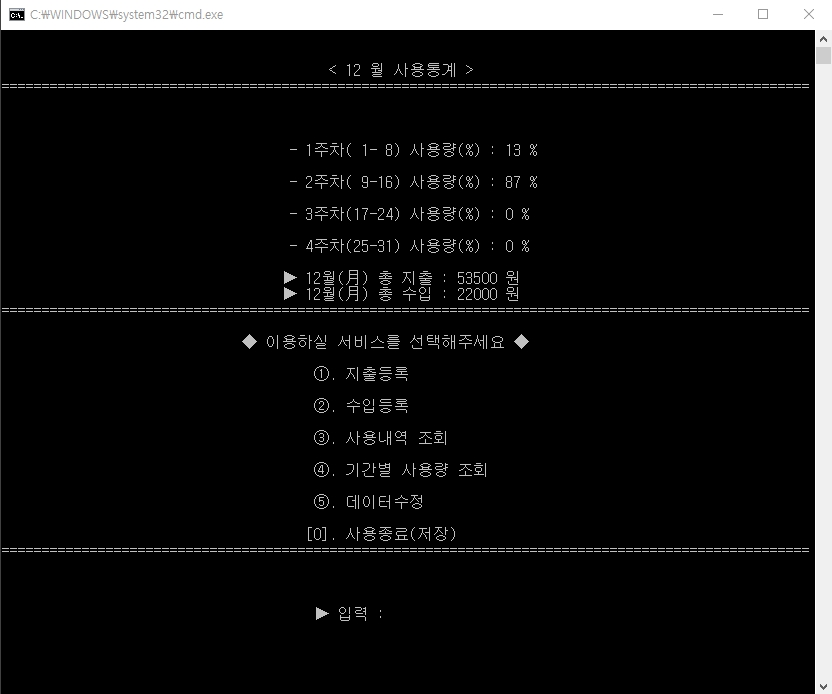 C:₩WINDOWS₩system32₩cmd.exe
< 12 월 사용통계 >
=====================================================================================================
- 1주차( 1- 8) 사용량(%) : 13 %
- 2주차( 9-16) 사용량(%) : 87 %
- 3주차(17-24) 사용량(%) : 0 %
- 4주차(25-31) 사용량(%) : 0 %
▶ 12월(月) 총 지출 : 53500 원
▶ 12월(月) 총 수입 : 22000 원
=====================================================================================================
◆ 이용하실 서비스를 선택해주세요 ◆
①. 지출등록
②. 수입등록
③. 사용내역 조회
④. 기간별 사용량 조회
⑤. 데이터수정
[0]. 사용종료(저장)
=====================================================================================================
▶ 입력 :